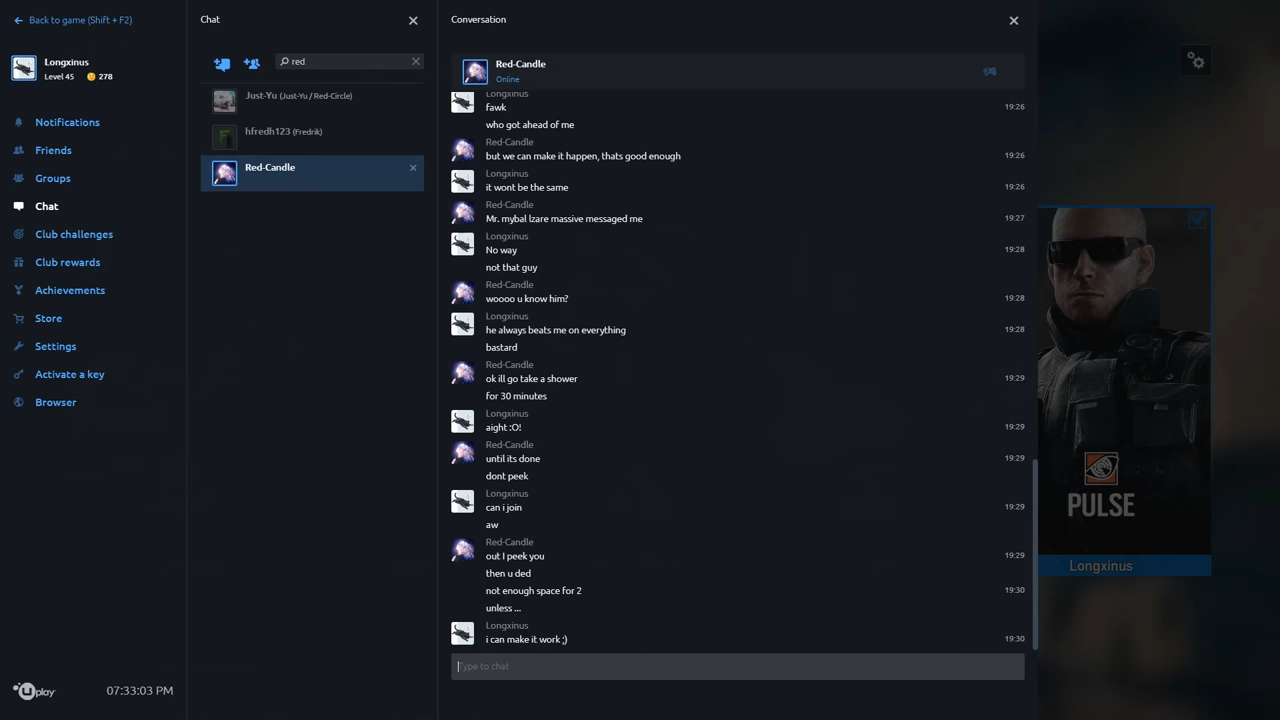 Back to game (Shift + F2)
Longxinus
Level 45 278
Notifications
Friends
Groups
Chat
Club challenges
Club rewards
Achievements
Store
Settings
Activate a key
Browser
uplay 07:33:03 PM
Chat
red
Just-Yu (Just-Yu / Red-Circle)
hfredh123 (Fredrik)
Red-Candle
Conversation
Red-Candle
Online
Longxinus
fawk 19:26
who got ahead of me
Red-Candle
but we can make it happen, thats good enough 19:26
Longxinus
it wont be the same 19:26
Red-Candle
Mr. mybal lzare massive messaged me 19:27
Longxinus
No way 19:28
not that guy
Red-Candle
woooo u know him? 19:28
Longxinus
he always beats me on everything 19:28
bastard
Red-Candle
ok ill go take a shower 19:29
for 30 minutes
Longxinus
aight :O! 19:29
Red-Candle
until its done 19:29
dont peek
Longxinus
can i join 19:29
aw
Red-Candle
out I peek you 19:29
then u ded
not enough space for 2 19:30
unless ...
Longxinus
i can make it work ;) 19:30
Type to chat
PULSE
Longxinus